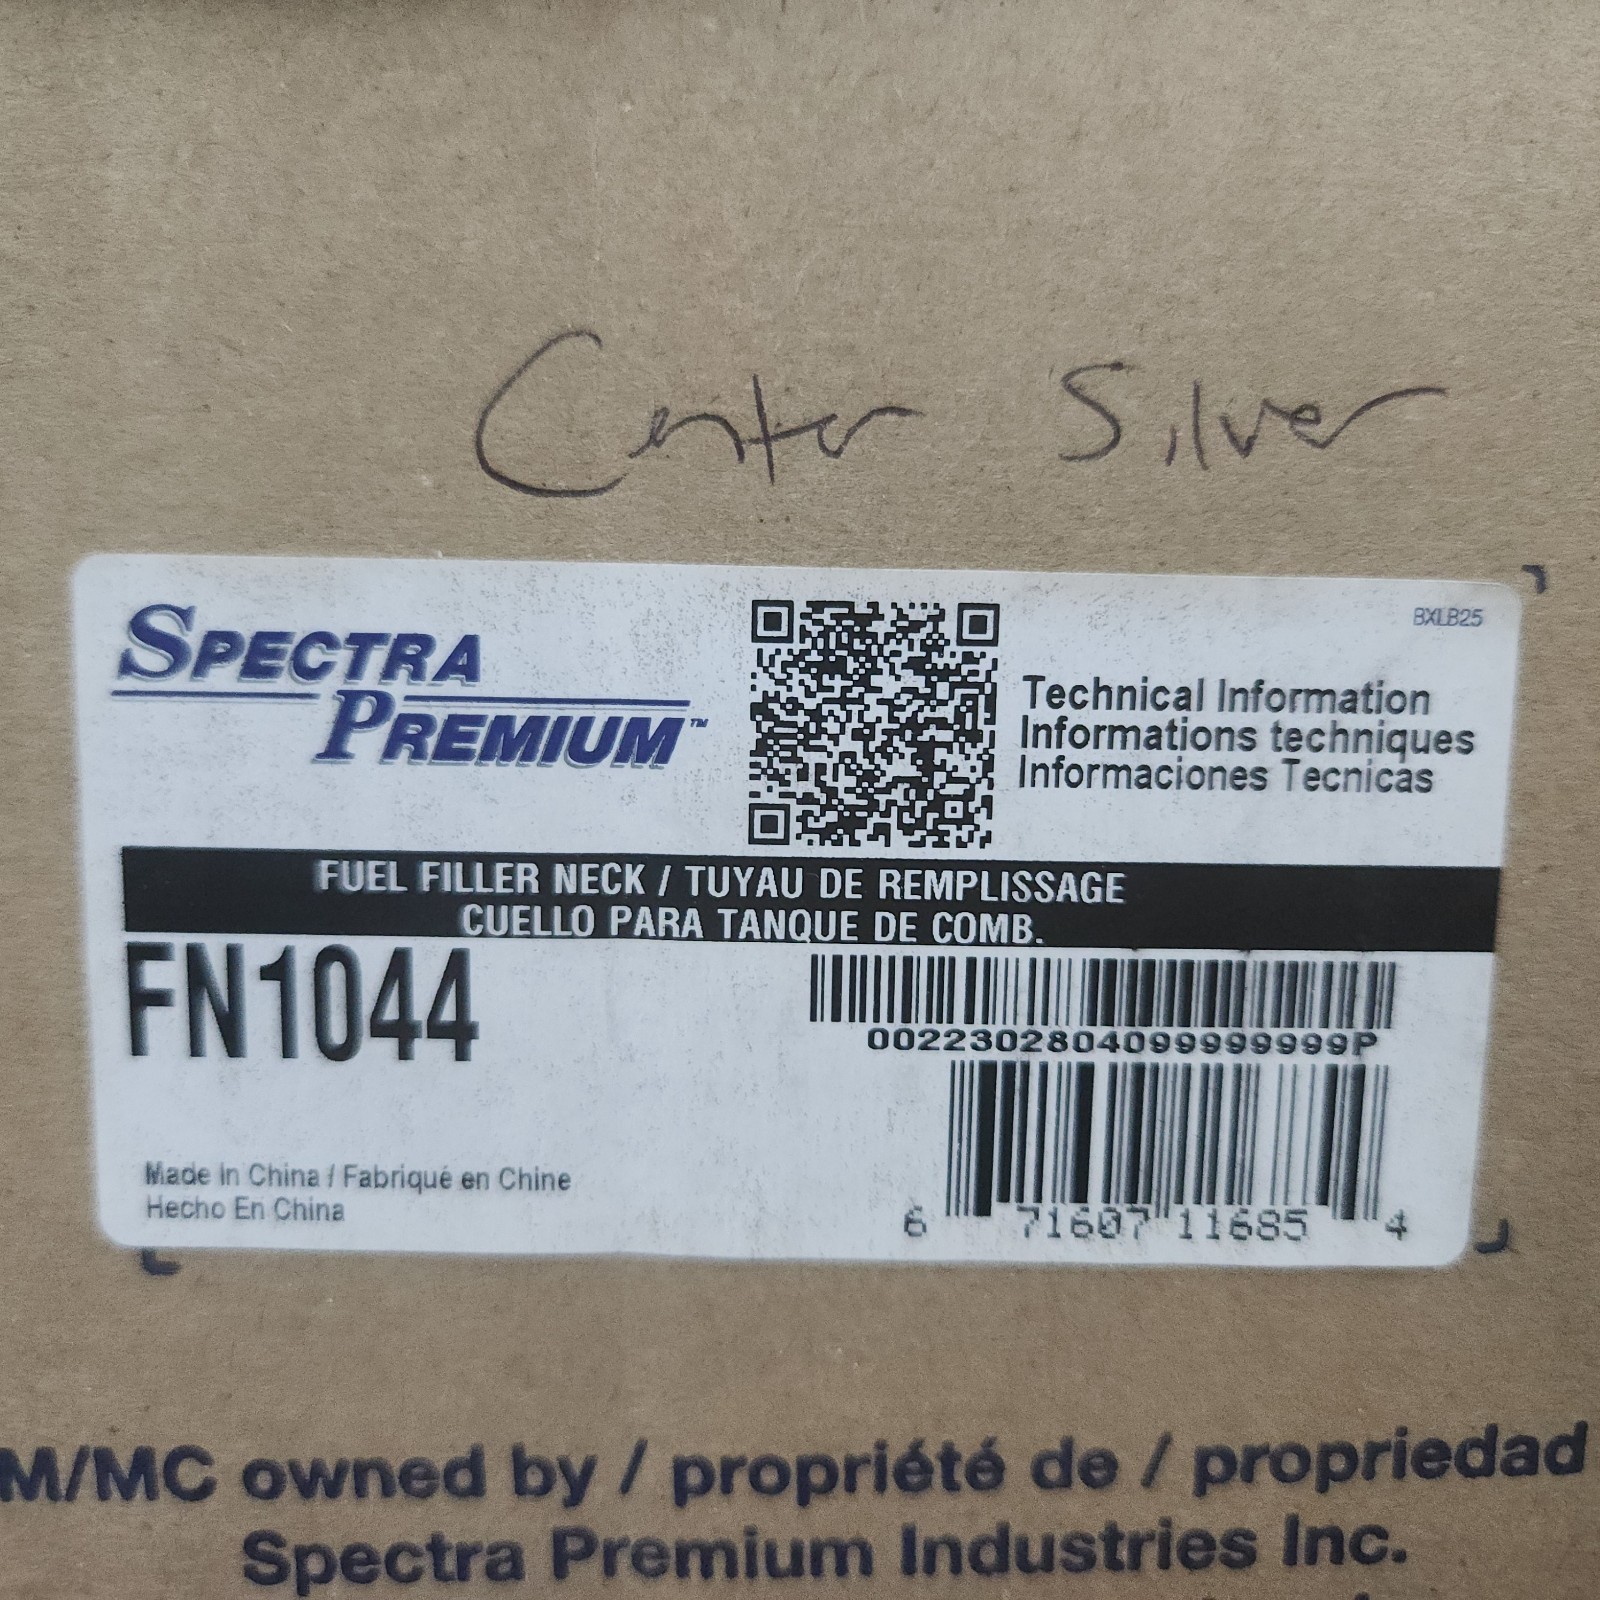 Center Silver
BXLB25
SPECTRA
PREMIUM™
Technical Information
Informations techniques
Informaciones Tecnicas
FUEL FILLER NECK / TUYAU DE REMPLISSAGE
CUELLO PARA TANQUE DE COMB.
FN1044
0022302804099999999P
Made in China / Fabriqué en Chine
Hecho En China
6 71607 11685 4
M/MC owned by / propriété de / propriedad
Spectra Premium Industries Inc.